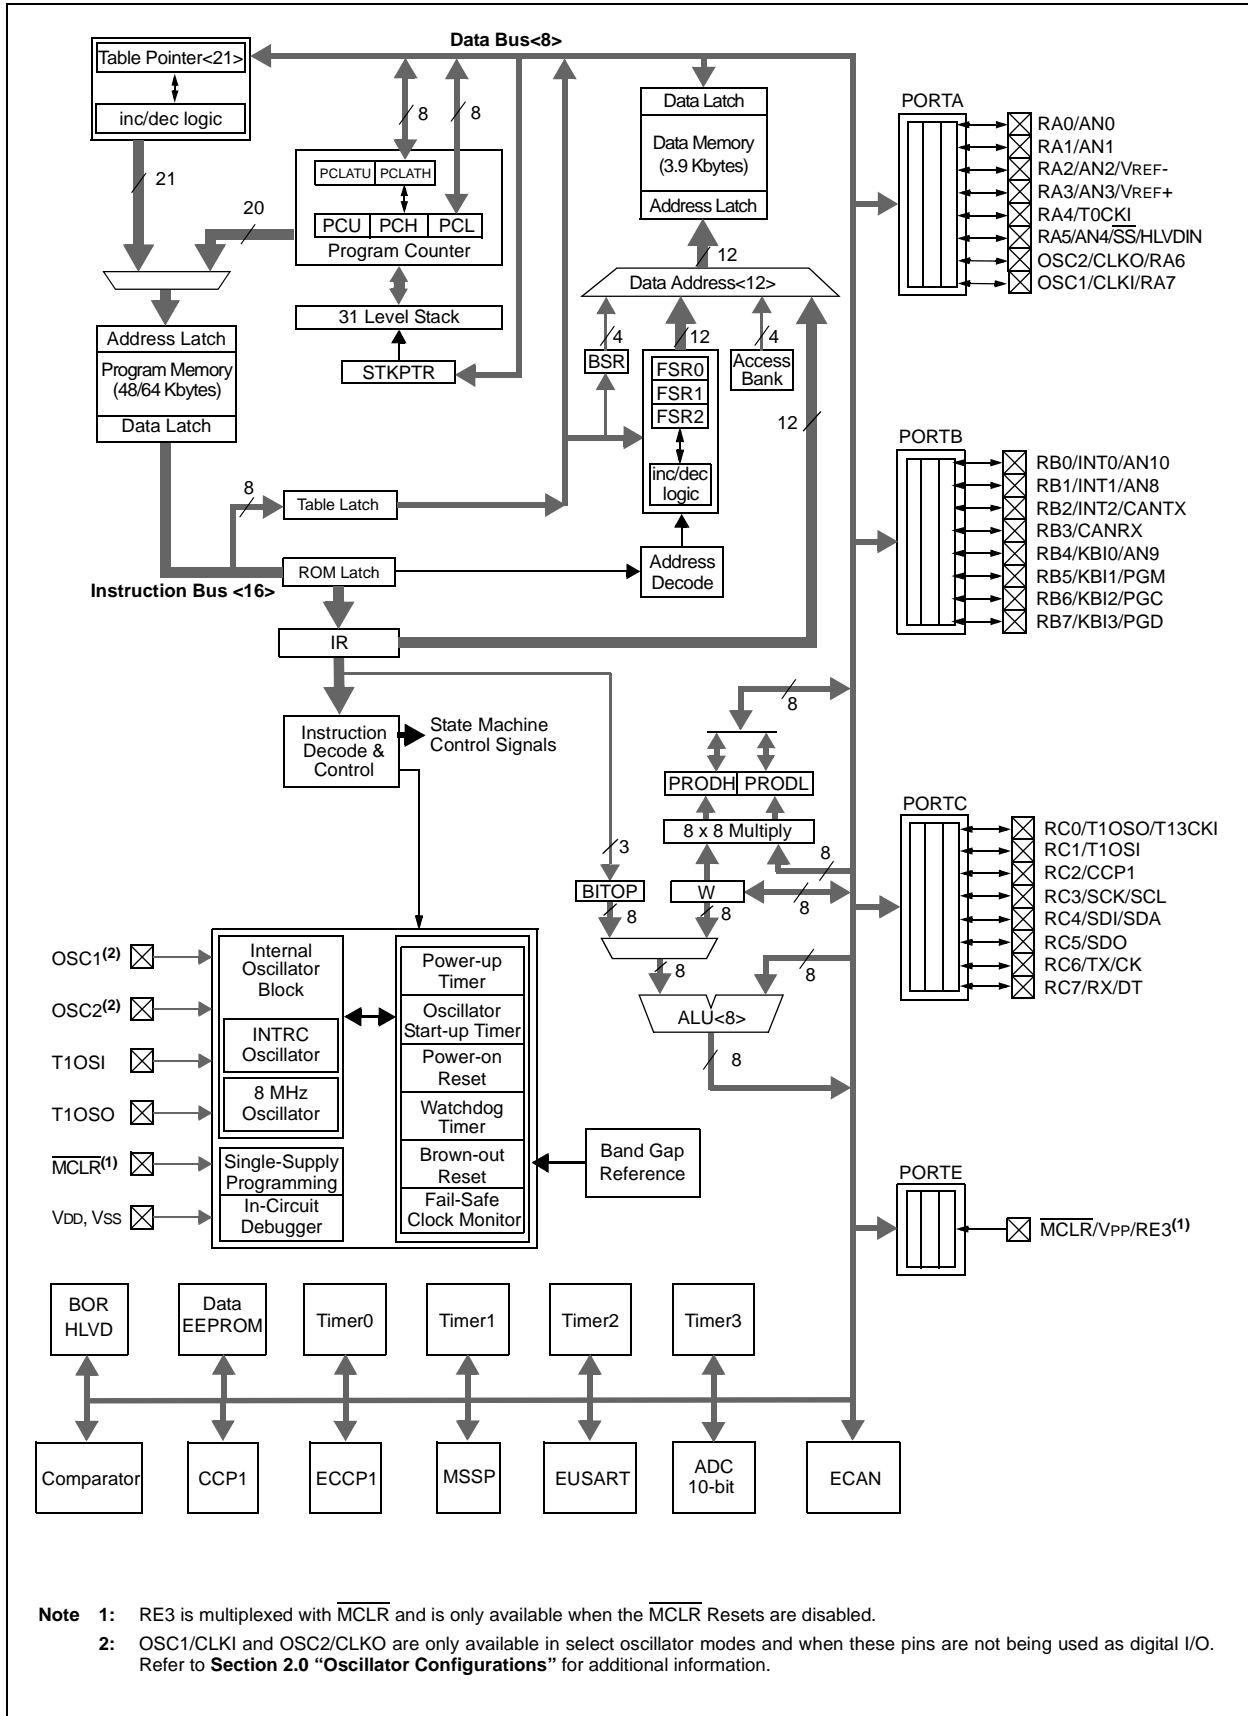 Data Bus<8>
Table Pointer<21>
inc/dec logic
21
20
8
8
PCLATU
PCLATH
PCU
PCH
PCL
Program Counter
31 Level Stack
STKPTR
Address Latch
Program Memory
(48/64 Kbytes)
Data Latch
8
Table Latch
ROM Latch
Instruction Bus <16>
IR
Data Latch
Data Memory
(3.9 Kbytes)
Address Latch
12
Data Address<12>
4
12
4
BSR
FSR0
FSR1
FSR2
inc/dec
logic
Access
Bank
12
Address
Decode
Instruction
Decode &
Control
State Machine
Control Signals
8
PRODH
PRODL
8 x 8 Multiply
3
8
BITOP
W
8
8
8
8
8
ALU<8>
8
OSC1(2)
OSC2(2)
T1OSI
T1OSO
MCLR(1)
VDD, VSS
Internal
Oscillator
Block
INTRC
Oscillator
8 MHz
Oscillator
Single-Supply
Programming
In-Circuit
Debugger
Power-up
Timer
Oscillator
Start-up Timer
Power-on
Reset
Watchdog
Timer
Brown-out
Reset
Fail-Safe
Clock Monitor
Band Gap
Reference
PORTA
RA0/AN0
RA1/AN1
RA2/AN2/VREF-
RA3/AN3/VREF+
RA4/T0CKI
RA5/AN4/SS/HLVDIN
OSC2/CLKO/RA6
OSC1/CLKI/RA7
PORTB
RB0/INT0/AN10
RB1/INT1/AN8
RB2/INT2/CANTX
RB3/CANRX
RB4/KBI0/AN9
RB5/KBI1/PGM
RB6/KBI2/PGC
RB7/KBI3/PGD
PORTC
RC0/T1OSO/T13CKI
RC1/T1OSI
RC2/CCP1
RC3/SCK/SCL
RC4/SDI/SDA
RC5/SDO
RC6/TX/CK
RC7/RX/DT
PORTE
MCLR/VPP/RE3(1)
BOR
HLVD
Data
EEPROM
Timer0
Timer1
Timer2
Timer3
Comparator
CCP1
ECCP1
MSSP
EUSART
ADC
10-bit
ECAN
Note 1: RE3 is multiplexed with MCLR and is only available when the MCLR Resets are disabled.
2: OSC1/CLKI and OSC2/CLKO are only available in select oscillator modes and when these pins are not being used as digital I/O.
Refer to Section 2.0 “Oscillator Configurations” for additional information.